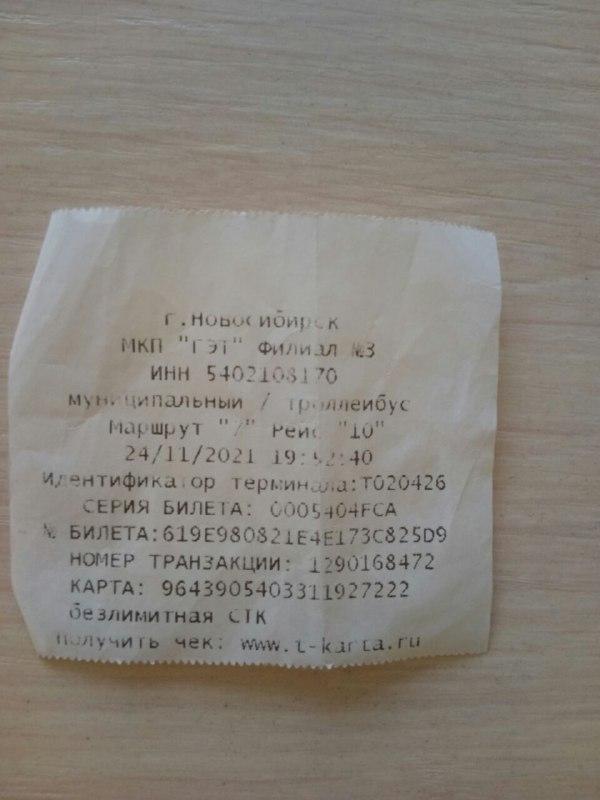 г.Новосибирск
МКП "ГЭТ" Филиал №3
ИНН 5402108170
муниципальный / троллейбус
Маршрут "7" Рейс "10"
24/11/2021 19:52:40
Идентификатор терминала:T020426
СЕРИЯ БИЛЕТА: 0005404FCA
№ БИЛЕТА:619E980821E4E173C825D9
НОМЕР ТРАНЗАКЦИИ: 1290168472
КАРТА: 9643905403311927222
безлимитная СТК
получить чек: www.t-karta.ru